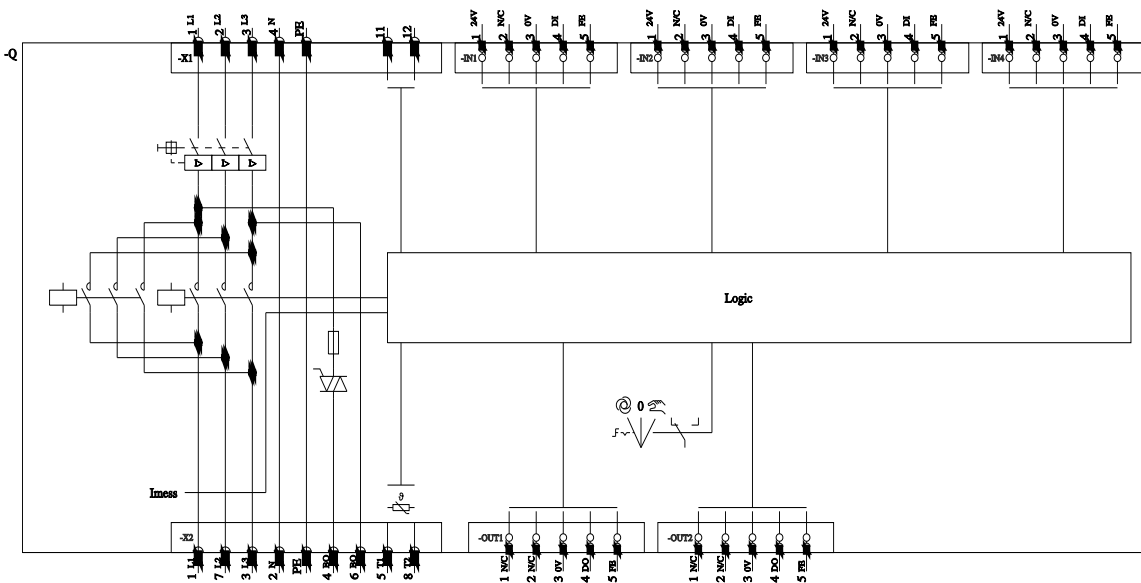 1 L1
2 L2
3 L3
4 N
PE
11
12
1 24V
2 N/C
3 0V
4 DI
5 FE
1 24V
2 N/C
3 0V
4 DI
5 FE
1 24V
2 N/C
3 0V
4 DI
5 FE
1 24V
2 N/C
3 0V
4 DI
5 FE
-Q
-X1
-IN1
-IN2
-IN3
-IN4
I>
I>
I>
Logic
0
Imess
ϑ
-X2
-OUT1
-OUT2
1 L1
7 L2
3 L3
2 N
PE
4 BO
6 BO
5 T1
8 T2
1 N/C
2 N/C
3 0V
4 DO
5 FE
1 N/C
2 N/C
3 0V
4 DO
5 FE